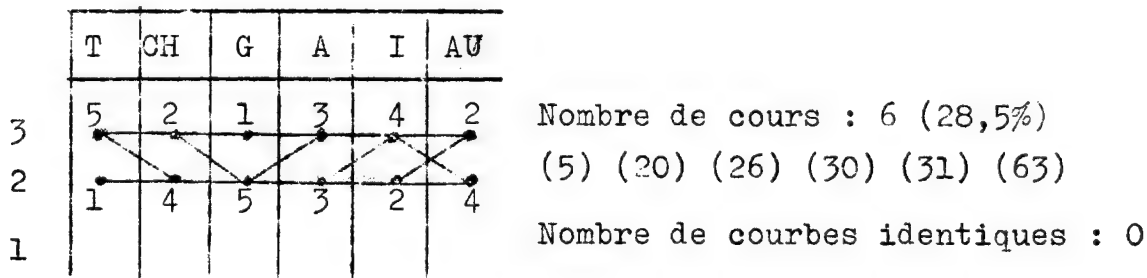 T CH G A I AU
3 5 2 1 3 4 2
2 1 4 5 3 2 4
1
Nombre de cours : 6 (28,5%)
(5) (20) (26) (30) (31) (63)
Nombre de courbes identiques : 0